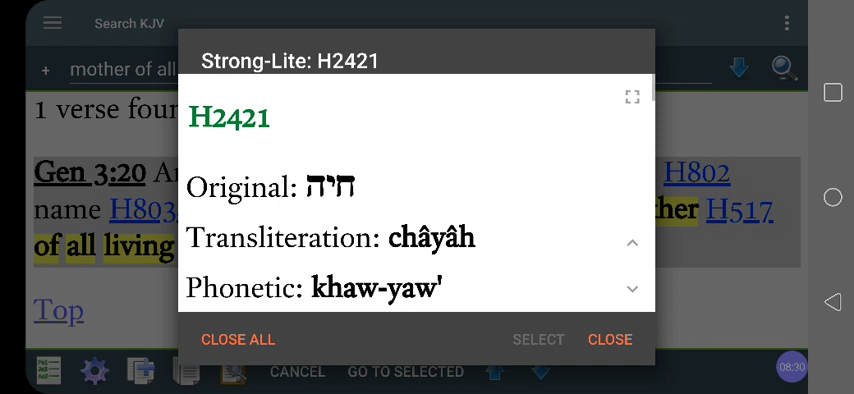 Search KJV
+ mother of all
Strong-Lite: H2421
1 verse four
H2421
Gen 3:20 H802
Original: חיה
name H803 ther H517
Transliteration: châyâh
of all living
Phonetic: khaw-yaw'
Top
CLOSE ALL SELECT CLOSE
CANCEL GO TO SELECTED 08:30